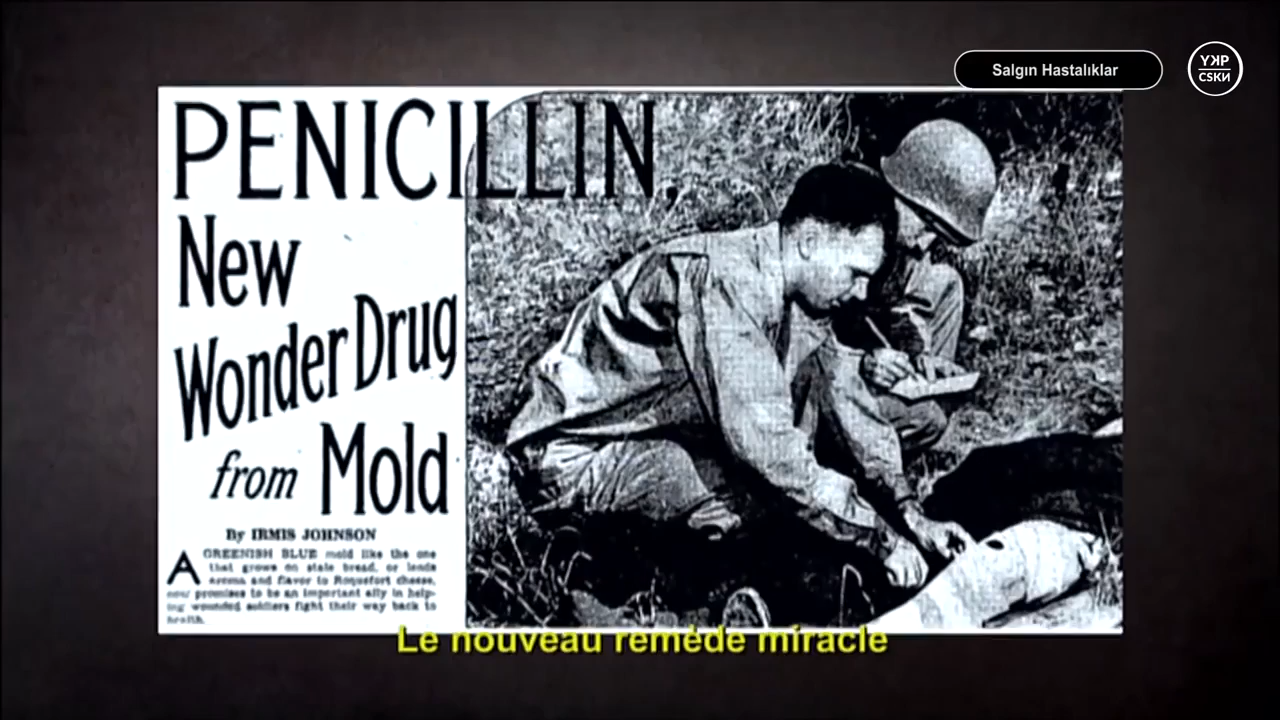 Salgın Hastalıklar
YKP
CSKN
PENICILLIN,
New
Wonder Drug
from Mold
By IRMIS JOHNSON
A GREENISH BLUE mold like the one
that grows on stale bread, or lends
aroma and flavor to Roquefort cheese,
now promises to be an important ally in help-
ing wounded soldiers fight their way back to
health.
Le nouveau remède miracle